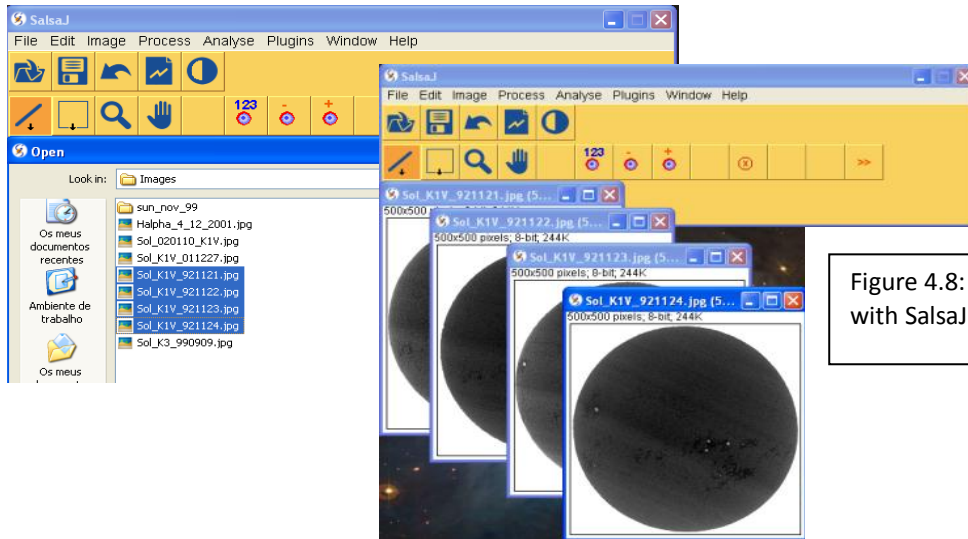 SalsaJ
File Edit Image Process Analyse Plugins Window Help
123
- +
Open
Look in: Images
Os meus
documentos
recentes
Ambiente de
trabalho
Os meus
sun_nov_99
Halpha_4_12_2001.jpg
Sol_020110_K1V.jpg
Sol_K1V_011227.jpg
Sol_K1V_921121.jpg
Sol_K1V_921122.jpg
Sol_K1V_921123.jpg
Sol_K1V_921124.jpg
Sol_K3_990909.jpg
SalsaJ
File Edit Image Process Analyse Plugins Window Help
123
- +
>>
Sol_K1V_921121.jpg (5...
500x500
Sol_K1V_921122.jpg (5...
500x500 pixels; 8-bit; 244K
Sol_K1V_921123.jpg (5...
500x500 pixels; 8-bit; 244K
Sol_K1V_921124.jpg (5...
500x500 pixels; 8-bit; 244K
Figure 4.8:
with SalsaJ